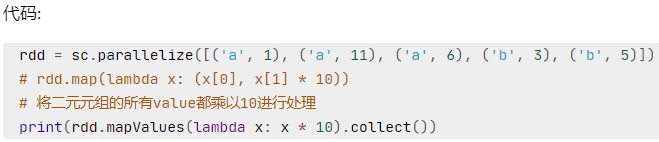 代码:
rdd = sc.parallelize([('a', 1), ('a', 11), ('a', 6), ('b', 3), ('b', 5)])
# rdd.map(lambda x: (x[0], x[1] * 10))
# 将二元元组的所有value都乘以10进行处理
print(rdd.mapValues(lambda x: x * 10).collect())